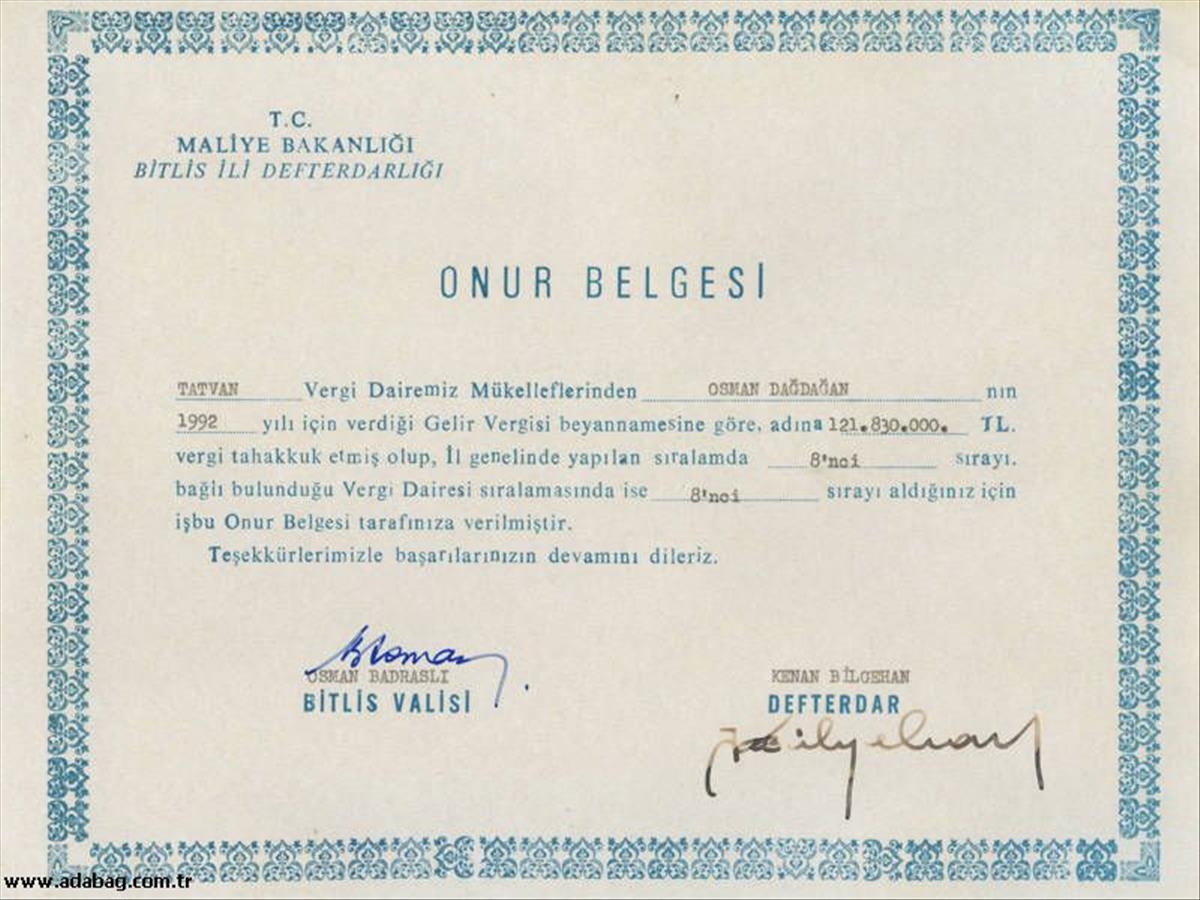 T.C.
MALİYE BAKANLIĞI
BİTLİS İLİ DEFTERDARLIĞI
ONUR BELGESİ
TATVAN Vergi Dairemiz Mükelleflerinden OSMAN DAĞDAĞAN nın
1992 yılı için verdiği Gelir Vergisi beyannamesine göre, adına 121.830.000. TL.
vergi tahakkuk etmiş olup, İl genelinde yapılan sıralamda 8'nci sırayı.
bağlı bulunduğu Vergi Dairesi sıralamasında ise 8'nci sırayı aldığınız için
işbu Onur Belgesi tarafınıza verilmiştir.
Teşekkürlerimizle başarılarınızın devamını dileriz.
OSMAN BADRASLI
BİTLİS VALİSİ
KENAN BİLGEHAN
DEFTERDAR
www.adabag.com.tr